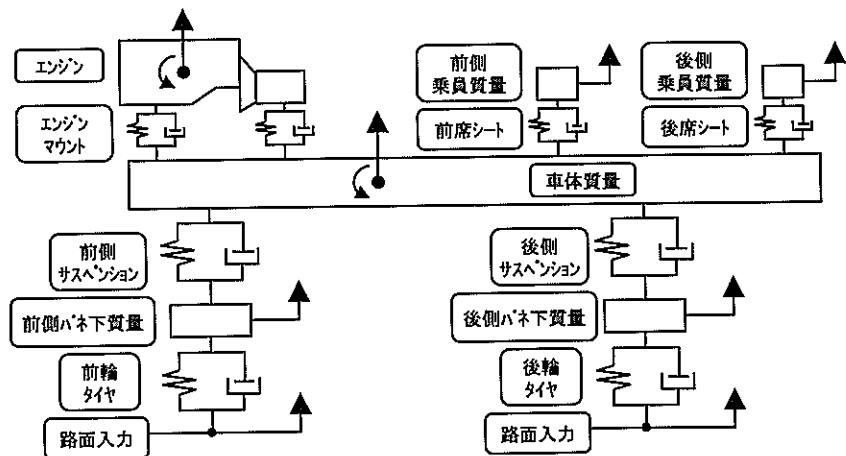 エンジン
エンジン
マウント
前側
乗員質量
前席シート
後側
乗員質量
後席シート
車体質量
前側
サスペンション
後側
サスペンション
前側バネ下質量
後側バネ下質量
前輪
タイヤ
後輪
タイヤ
路面入力
路面入力